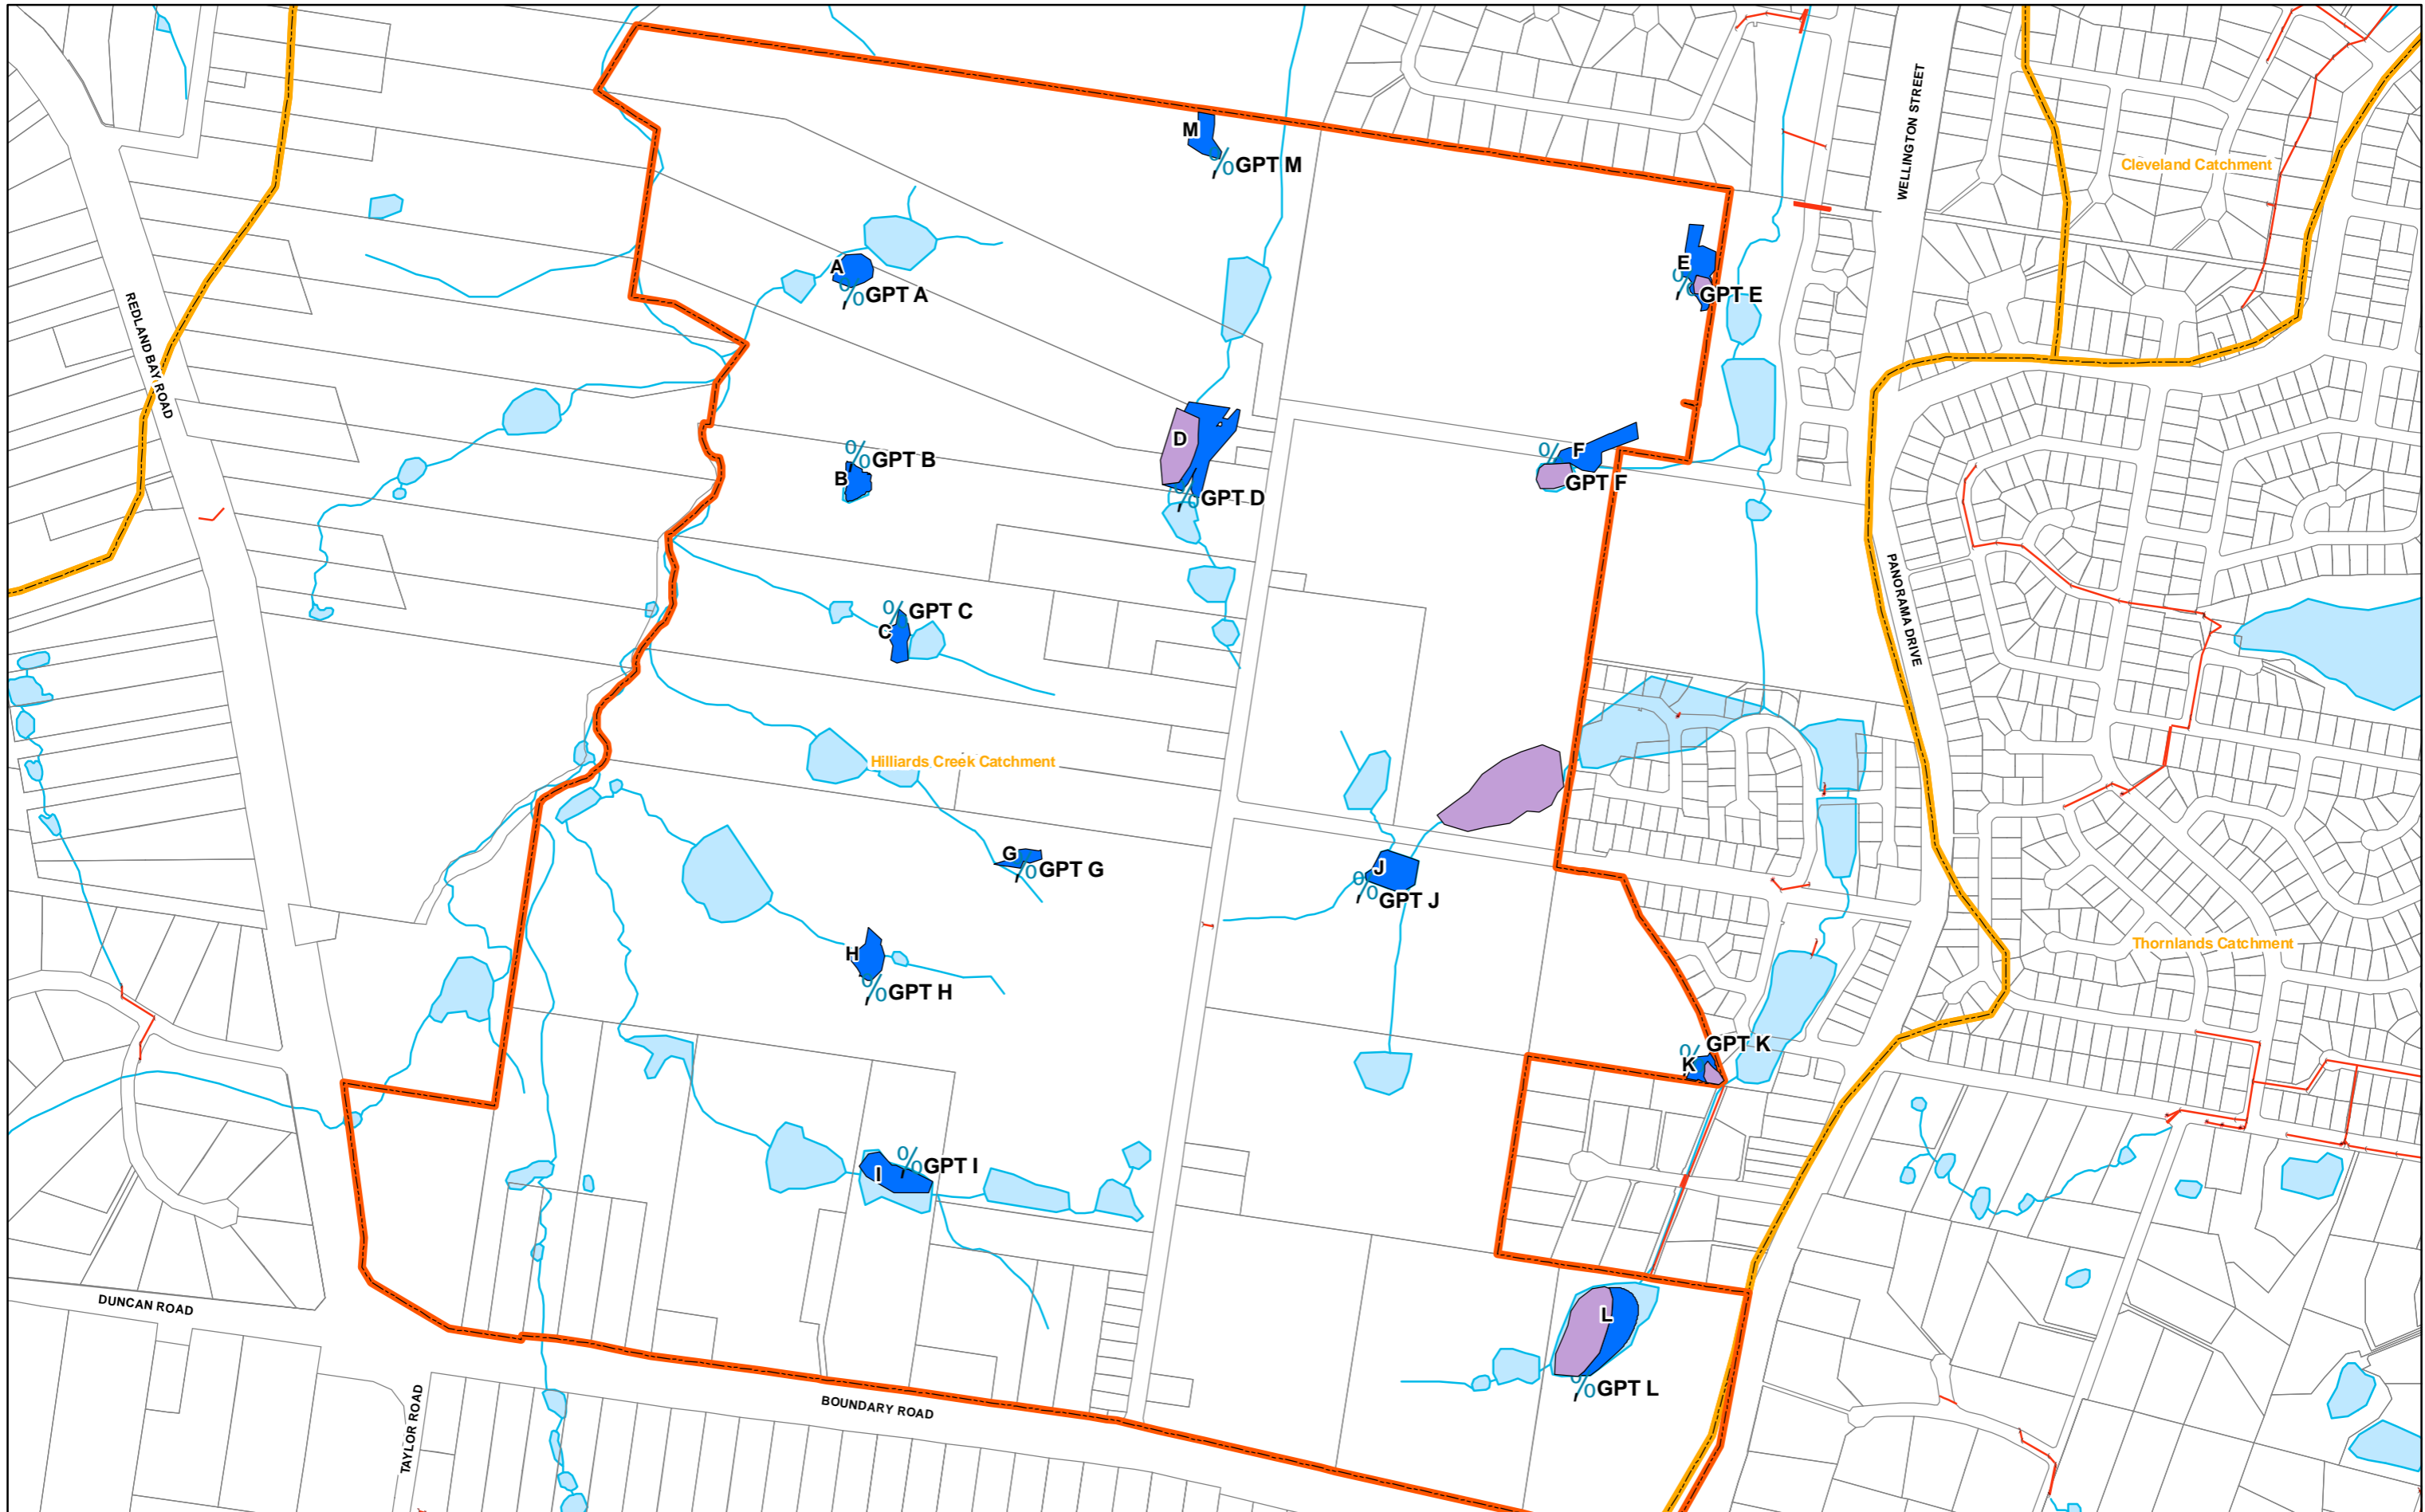 WELLINGTON STREET
Cleveland Catchment
M
% GPT M
E
% GPT E
A
% GPT A
REDLAND BAY ROAD
D
% GPT D
F
% GPT F
% GPT B
B
PANORAMA DRIVE
% GPT C
C
Hilliards Creek Catchment
G
% GPT G
J
% GPT J
Thornlands Catchment
H
% GPT H
% GPT K
K
% GPT I
I
DUNCAN ROAD
L
% GPT L
TAYLOR ROAD
BOUNDARY ROAD